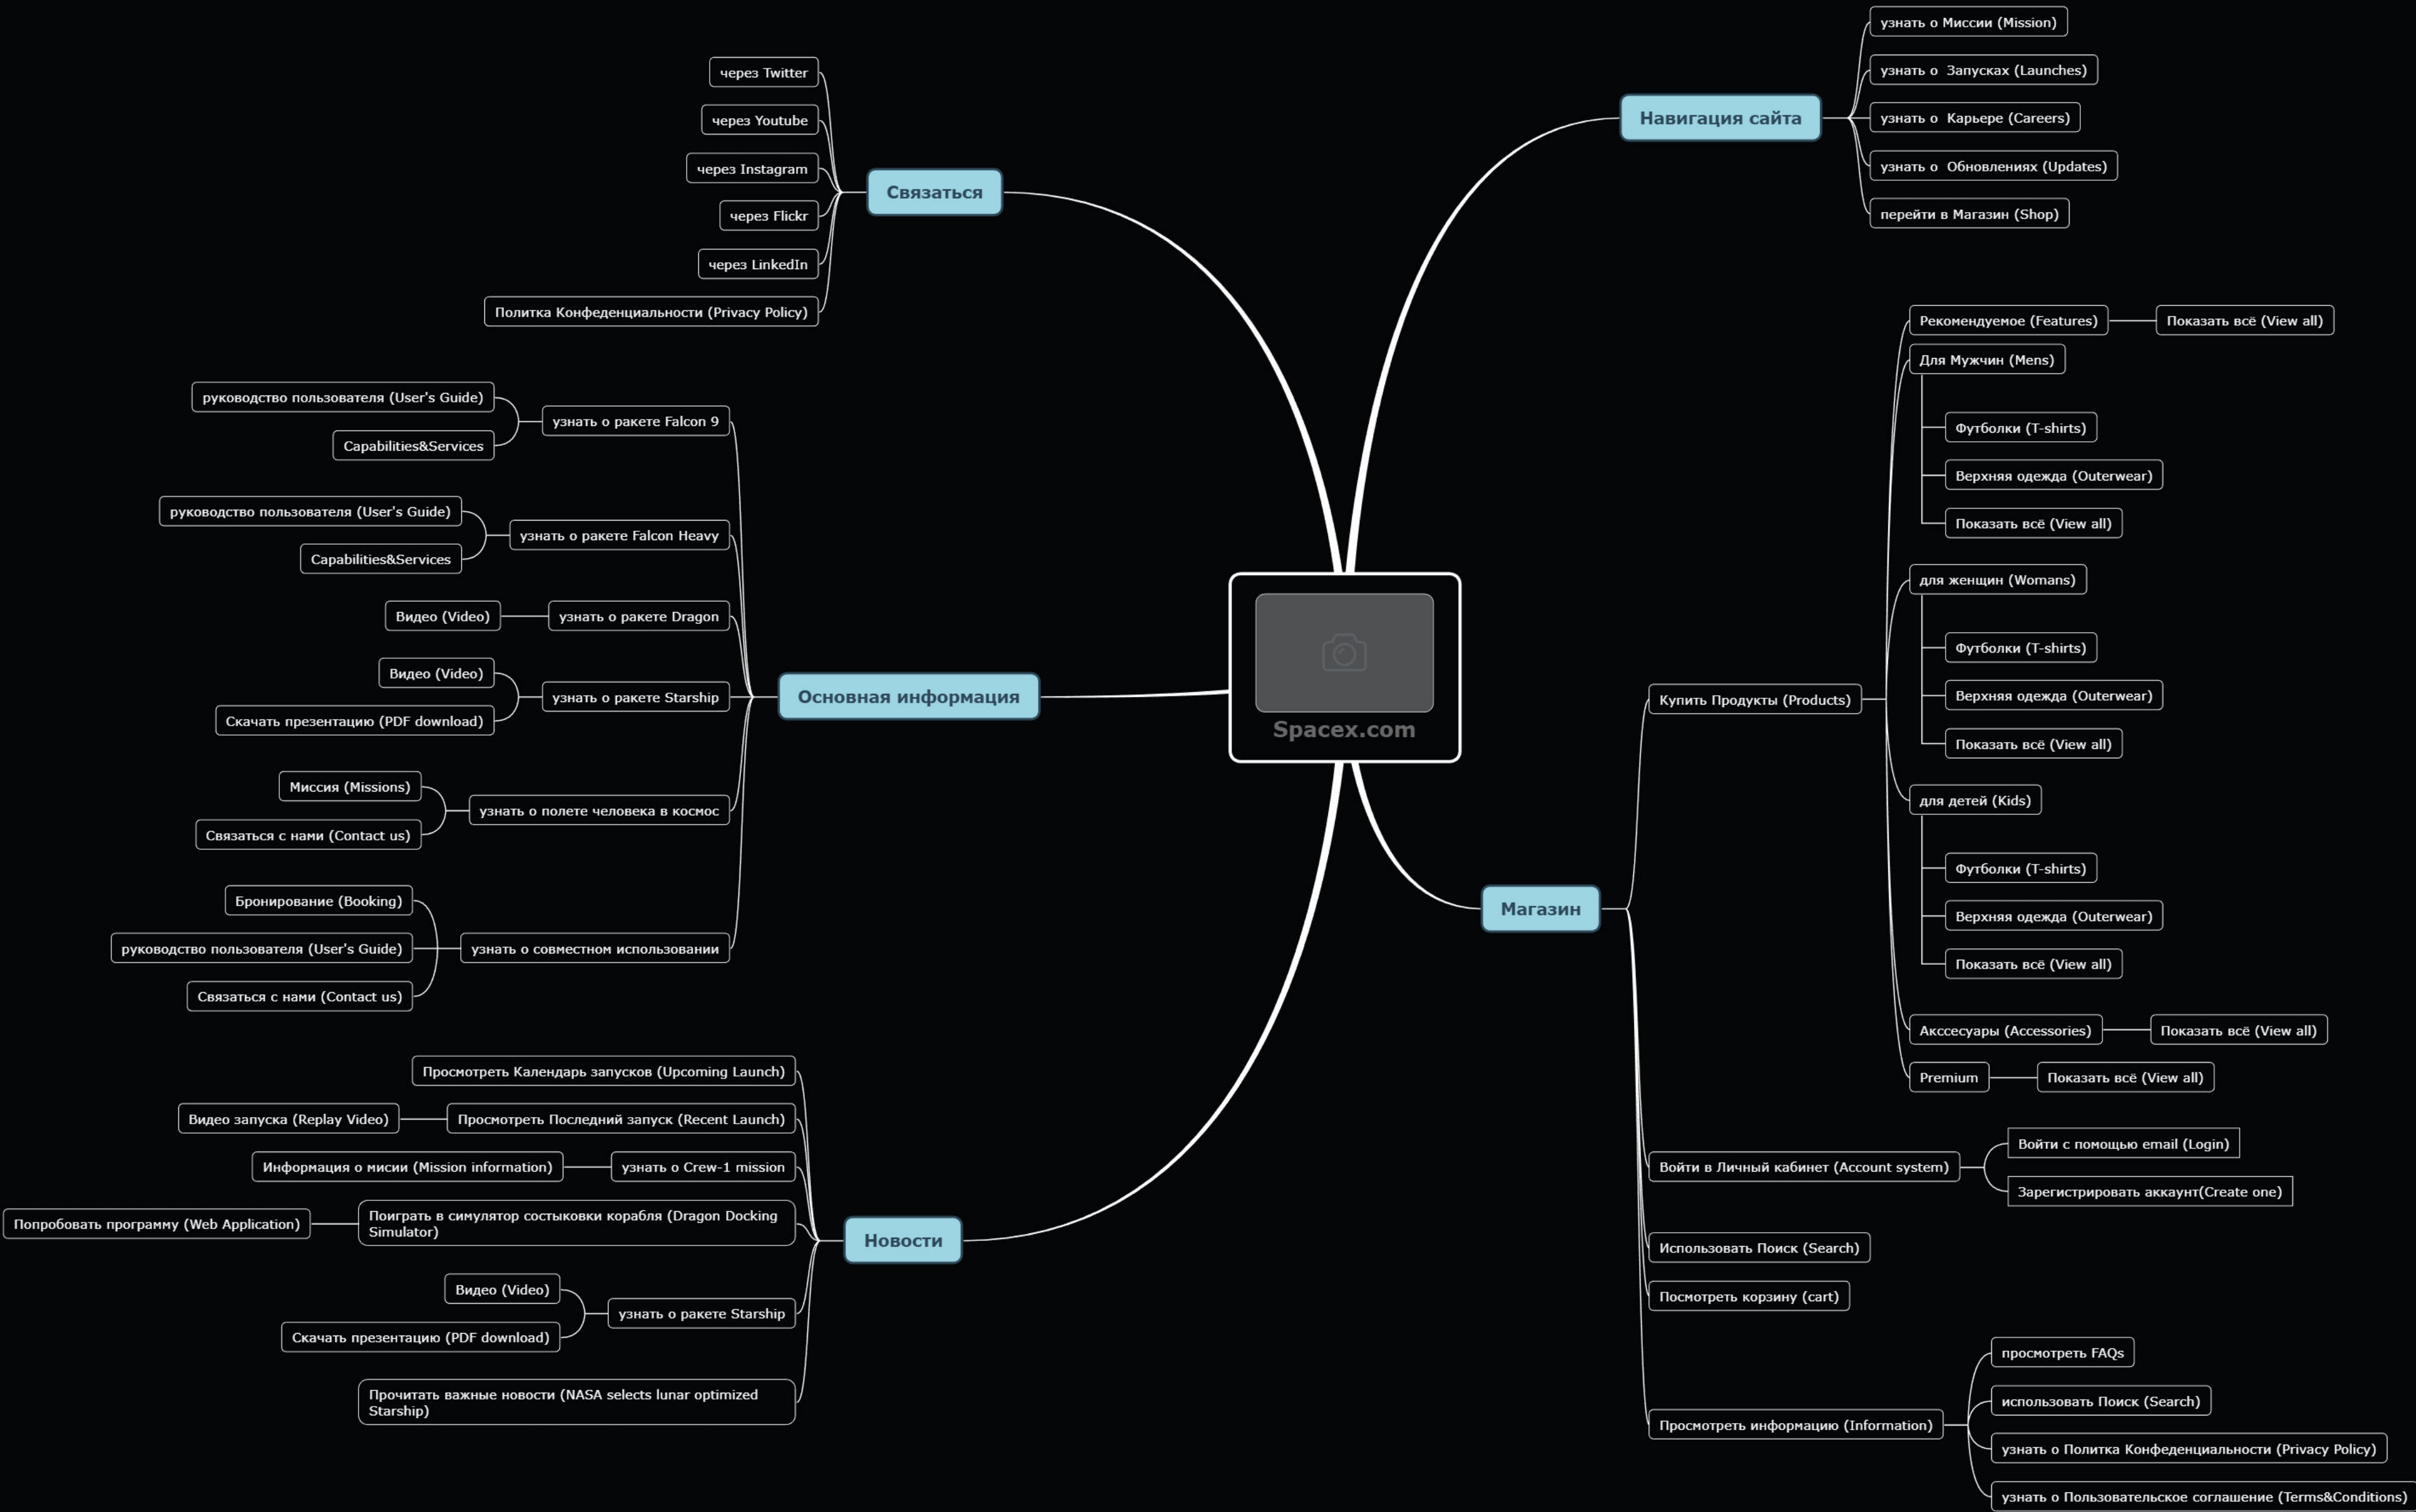 Spacex.com
Навигация сайта
узнать о Миссии (Mission)
узнать о  Запусках (Launches)
узнать о  Карьере (Careers)
узнать о  Обновлениях (Updates)
перейти в Магазин (Shop)
Магазин
Купить Продукты (Products)
Рекомендуемое (Features)
Показать всё (View all)
Для Мужчин (Mens)
Футболки (T-shirts)
Верхняя одежда (Outerwear)
Показать всё (View all)
для женщин (Womans)
Футболки (T-shirts)
Верхняя одежда (Outerwear)
Показать всё (View all)
для детей (Kids)
Футболки (T-shirts)
Верхняя одежда (Outerwear)
Показать всё (View all)
Акссесуары (Accessories)
Показать всё (View all)
Premium
Показать всё (View all)
Войти в Личный кабинет (Account system)
Войти с помощью email (Login)
Зарегистрировать аккаунт(Create one)
Использовать Поиск (Search)
Посмотреть корзину (cart)
Просмотреть информацию (Information)
просмотреть FAQs
использовать Поиск (Search)
узнать о Политка Конфеденциальности (Privacy Policy)
узнать о Пользовательское соглашение (Terms&Conditions)
Связаться
через Twitter
через Youtube
через Instagram
через Flickr
через LinkedIn
Политка Конфеденциальности (Privacy Policy)
Основная информация
узнать о ракете Falcon 9
руководство пользователя (User's Guide)
Capabilities&Services
узнать о ракете Falcon Heavy
руководство пользователя (User's Guide)
Capabilities&Services
узнать о ракете Dragon
Видео (Video)
узнать о ракете Starship
Видео (Video)
Скачать презентацию (PDF download)
узнать о полете человека в космос
Миссия (Missions)
Связаться с нами (Contact us)
узнать о совместном использовании
Бронирование (Booking)
руководство пользователя (User's Guide)
Связаться с нами (Contact us)
Новости
Просмотреть Календарь запусков (Upcoming Launch)
Просмотреть Последний запуск (Recent Launch)
Видео запуска (Replay Video)
узнать о Crew-1 mission
Информация о мисии (Mission information)
Поиграть в симулятор состыковки корабля (Dragon Docking
Simulator)
Попробовать программу (Web Application)
узнать о ракете Starship
Видео (Video)
Скачать презентацию (PDF download)
Прочитать важные новости (NASA selects lunar optimized
Starship)